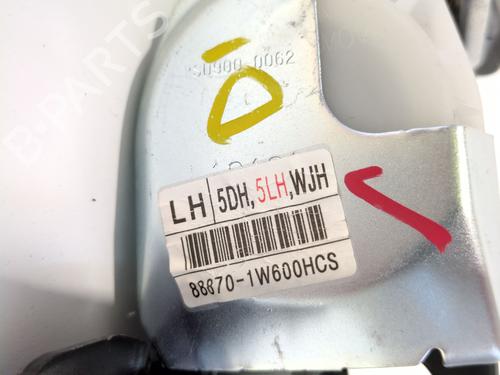 S0900 0062
LH 5DH, 5LH, WJH
88870-1W600HCS
B-PARTS